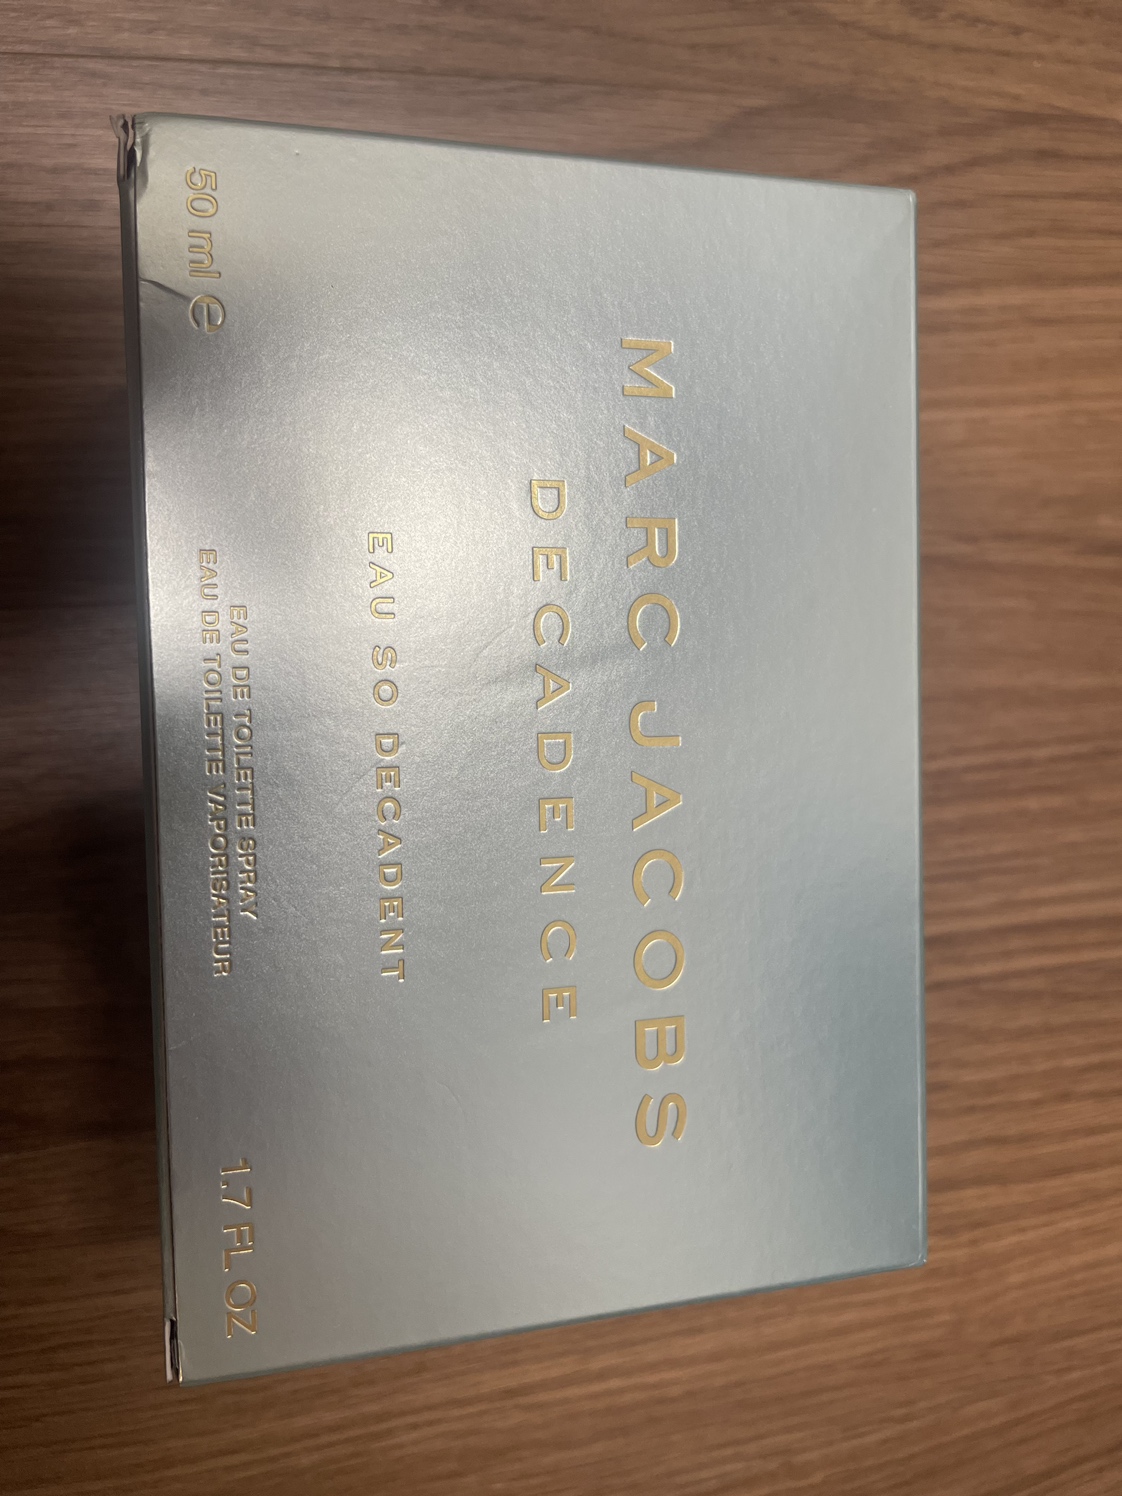 MARC JACOBS
DECADENCE
EAU SO DECADENT
EAU DE TOILETTE SPRAY
EAU DE TOILETTE VAPORISATEUR
50 ml ℮
1.7 FL OZ